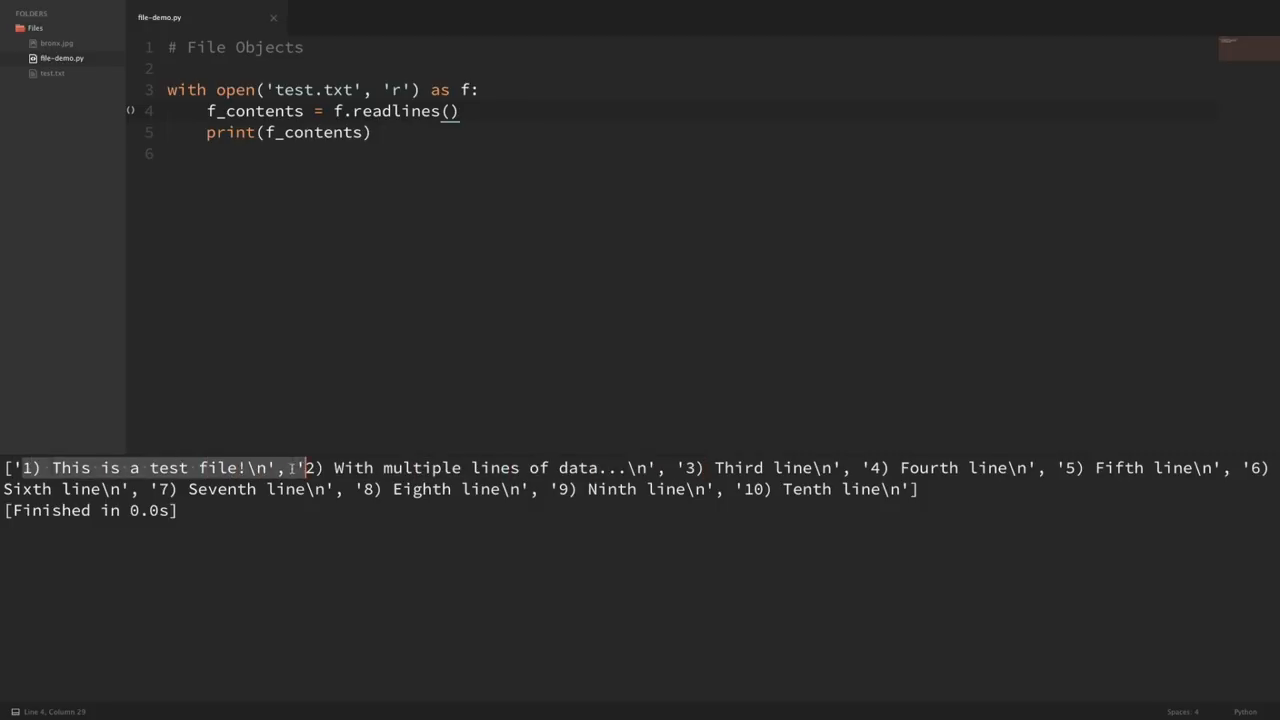 FOLDERS
Files
bronx.jpg
file-demo.py
test.txt
file-demo.py ×
1 # File Objects
2
3 with open('test.txt', 'r') as f:
() 4     f_contents = f.readlines()
5     print(f_contents)
6
['1) This is a test file!\n', '2) With multiple lines of data...\n', '3) Third line\n', '4) Fourth line\n', '5) Fifth line\n', '6)
Sixth line\n', '7) Seventh line\n', '8) Eighth line\n', '9) Ninth line\n', '10) Tenth line\n']
[Finished in 0.0s]
Line 4, Column 29 Spaces: 4 Python